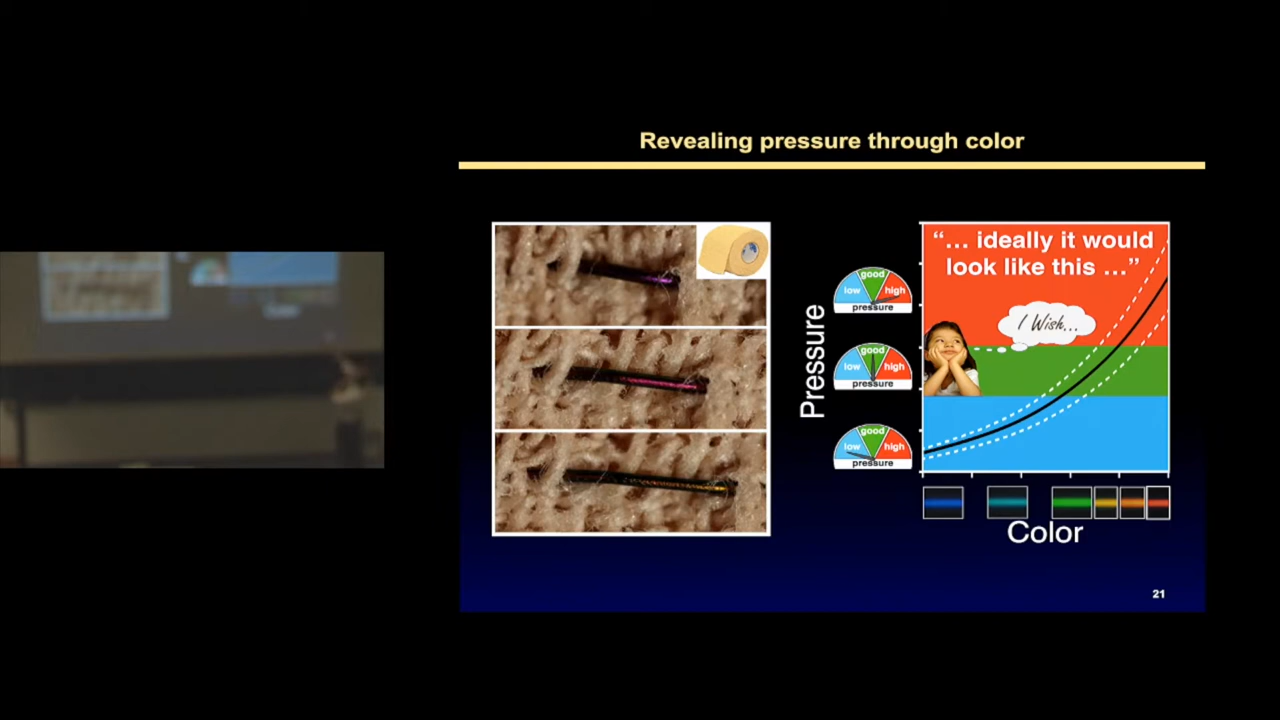 Revealing pressure through color
"... ideally it would
look like this ..."
I Wish...
Pressure
good
low
high
pressure
good
low
high
pressure
good
low
high
pressure
Color
21